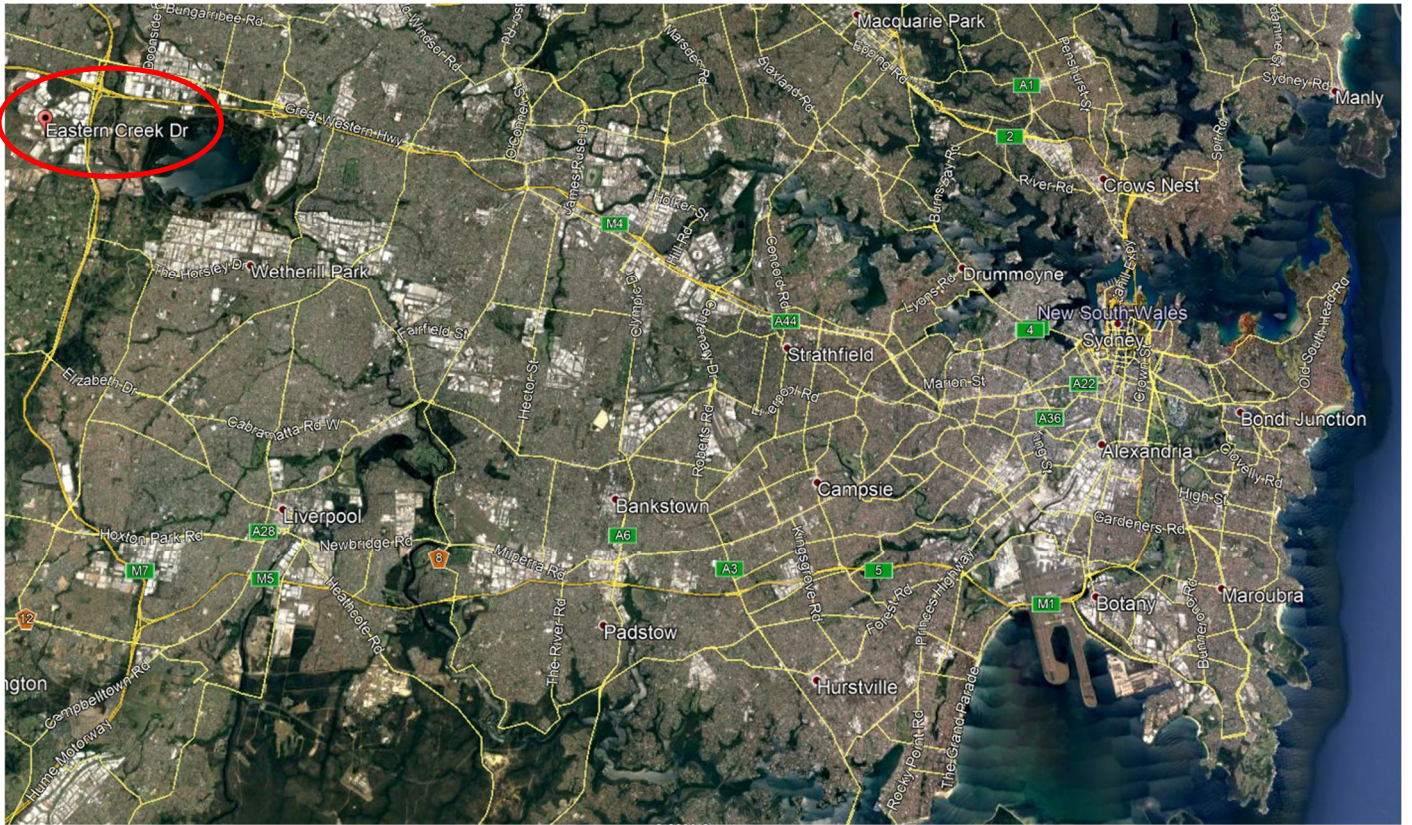 Bungarribee Rd
Macquarie Park
Marsden Rd
Blaxland Rd
Epping Rd
Penshurst St
A1
Sydney Rd
Manly
Eastern Creek Dr
Great Western Hwy
O'Connell St
James Ruse Dr
2
Spit Rd
Burns Bay Rd
River Rd
Crows Nest
Holker St
M4
Hill Rd
Concord Rd
The Horsley Dr
Wetherill Park
Drummoyne
Cahill Expy
Lyons Rd
Olympic Dr
Centenary Dr
New South Wales
A44
4
Sydney
Old South Head Rd
Fairfield St
Strathfield
Crown St
Elizabeth Dr
Hector St
Marion St
A22
Liverpool Rd
A36
Bondi Junction
Cabramatta Rd W
Roberts Rd
King St
Alexandria
Clovelly Rd
Campsie
High St
Bankstown
Liverpool
Gardeners Rd
A28
Hoxton Park Rd
A6
Newbridge Rd
8
Milperra Rd
Kingsgrove Rd
M7
M5
A3
5
Princes Highway
Heathcote Rd
Forest Rd
M1
Botany
Maroubra
12
The River Rd
Padstow
ngton
Hurstville
Campbelltown Rd
Hume Motorway
Rocky Point Rd
The Grand Parade